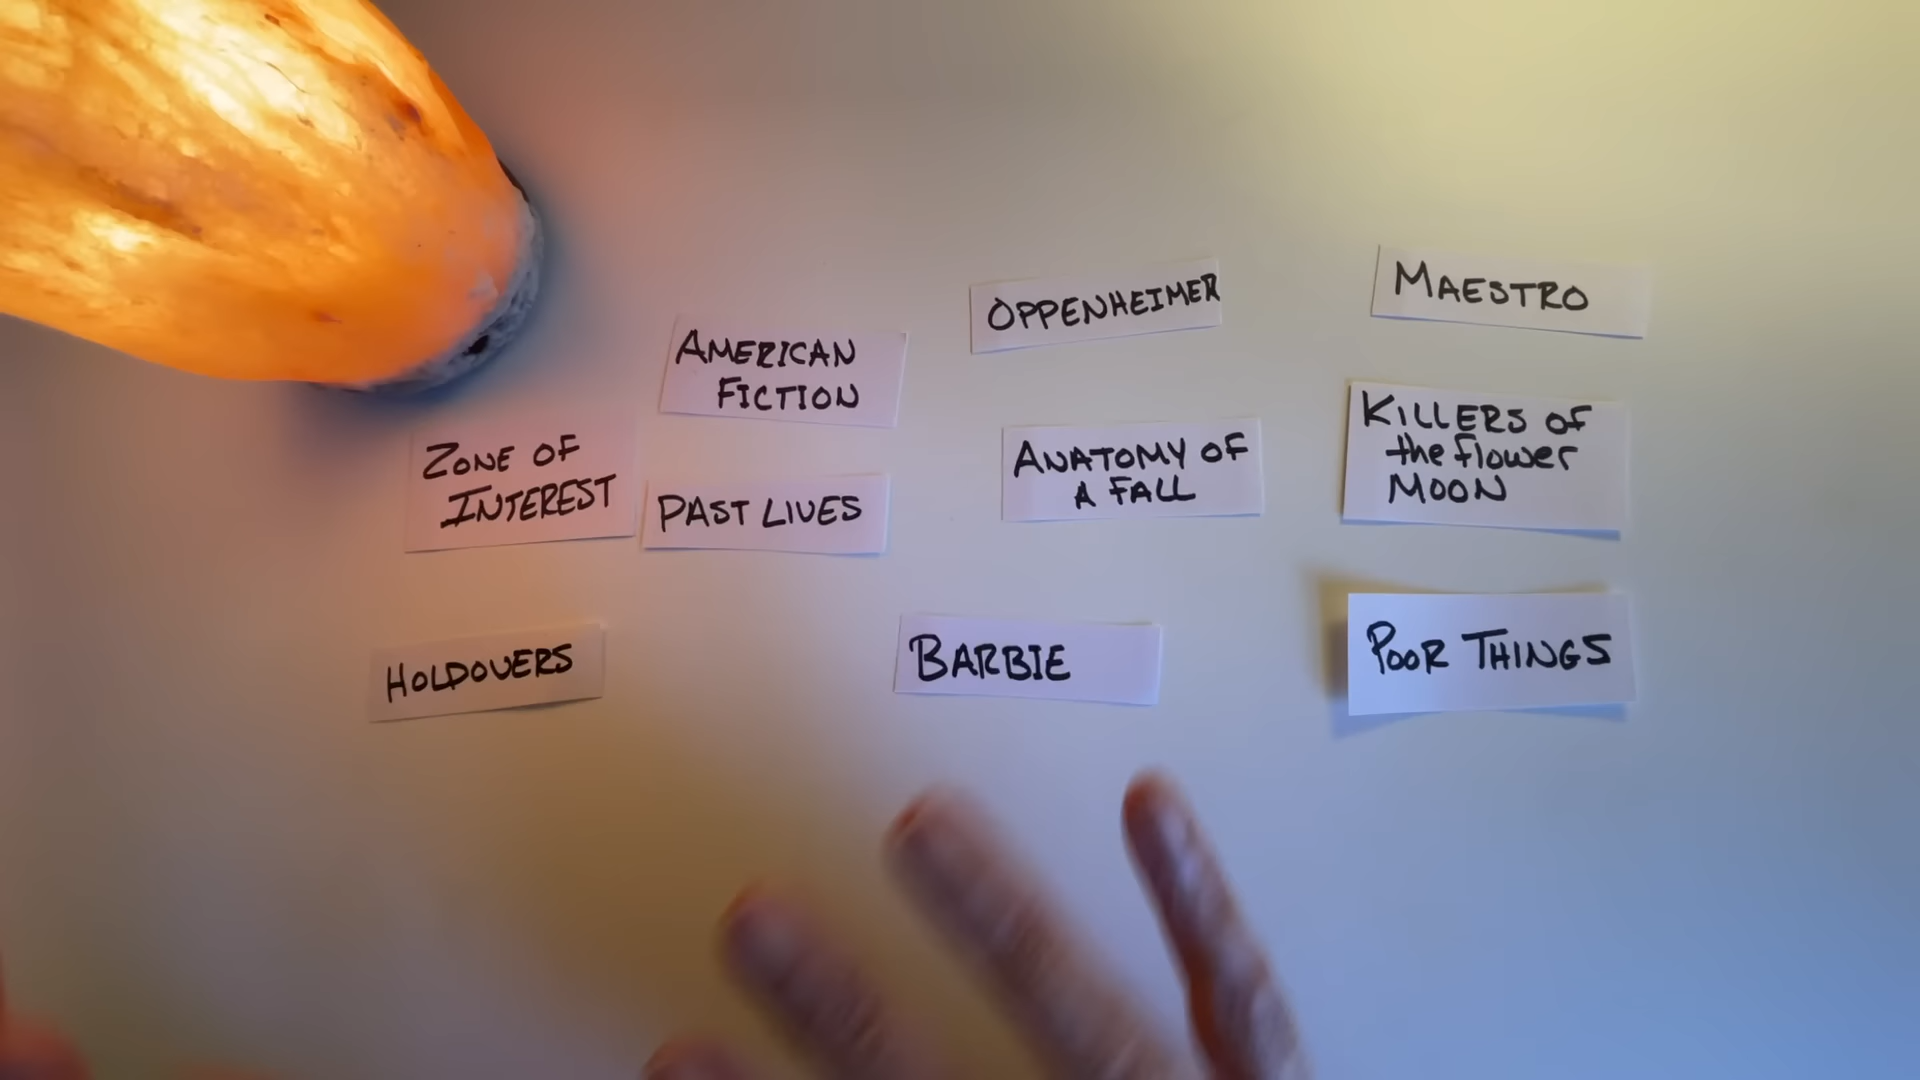 OPPENHEIMER
MAESTRO
AMERICAN
FICTION
KILLERS OF
the flower
MOON
ZONE OF
INTEREST
PAST LIVES
ANATOMY OF
A FALL
HOLDOVERS
BARBIE
POOR THINGS